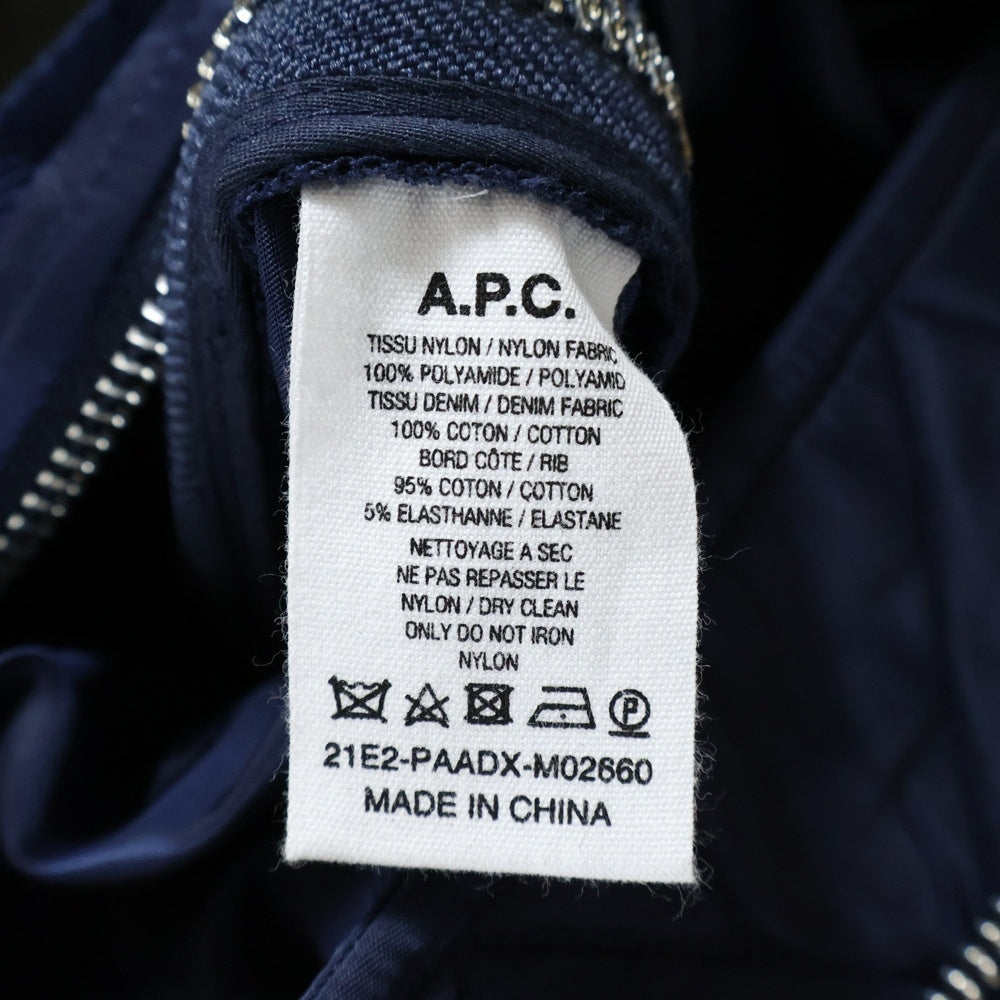 A.P.C.
TISSU NYLON / NYLON FABRIC
100% POLYAMIDE / POLYAMID
TISSU DENIM / DENIM FABRIC
100% COTON / COTTON
BORD CÔTE / RIB
95% COTON / COTTON
5% ELASTHANNE / ELASTANE
NETTOYAGE A SEC
NE PAS REPASSER LE
NYLON / DRY CLEAN
ONLY DO NOT IRON
NYLON
P
21E2-PAADX-M02660
MADE IN CHINA